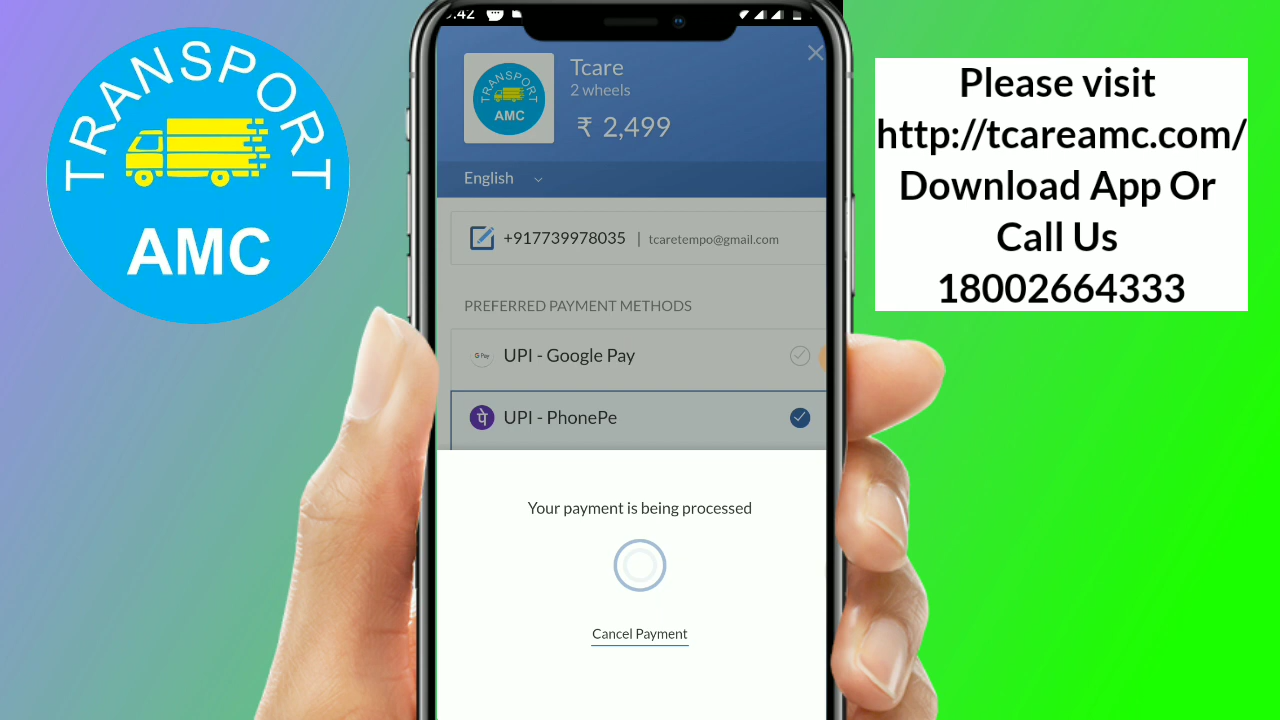 TRANSPORT
AMC
:42
TRANSPORT
AMC
Tcare
2 wheels
₹ 2,499
English
+917739978035 | tcaretempo@gmail.com
PREFERRED PAYMENT METHODS
G Pay UPI - Google Pay
पे UPI - PhonePe
Your payment is being processed
Cancel Payment
Please visit
http://tcareamc.com/
Download App Or
Call Us
18002664333